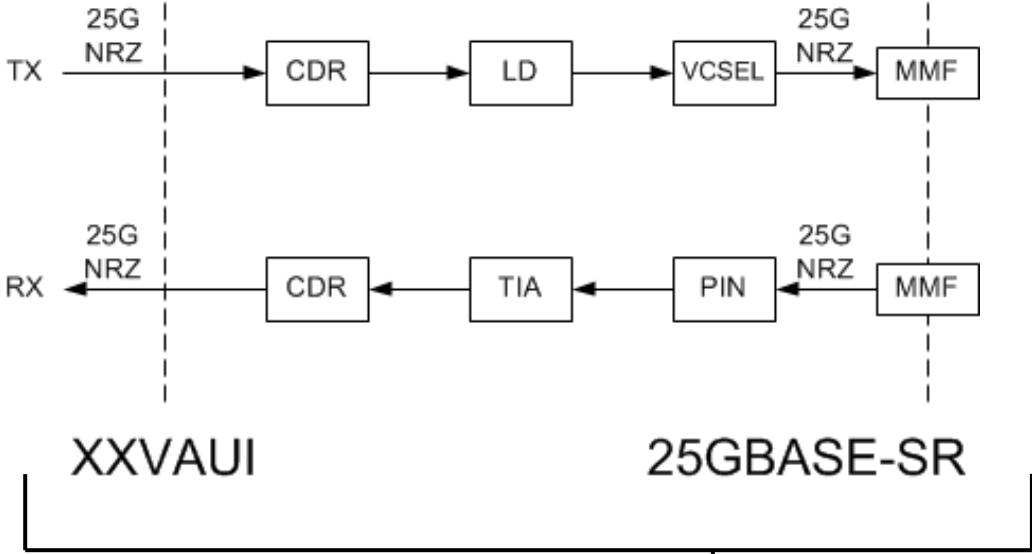 25G
NRZ
25G
NRZ
TX
CDR
LD
VCSEL
MMF
25G
NRZ
25G
NRZ
RX
CDR
TIA
PIN
MMF
XXVAUI
25GBASE-SR